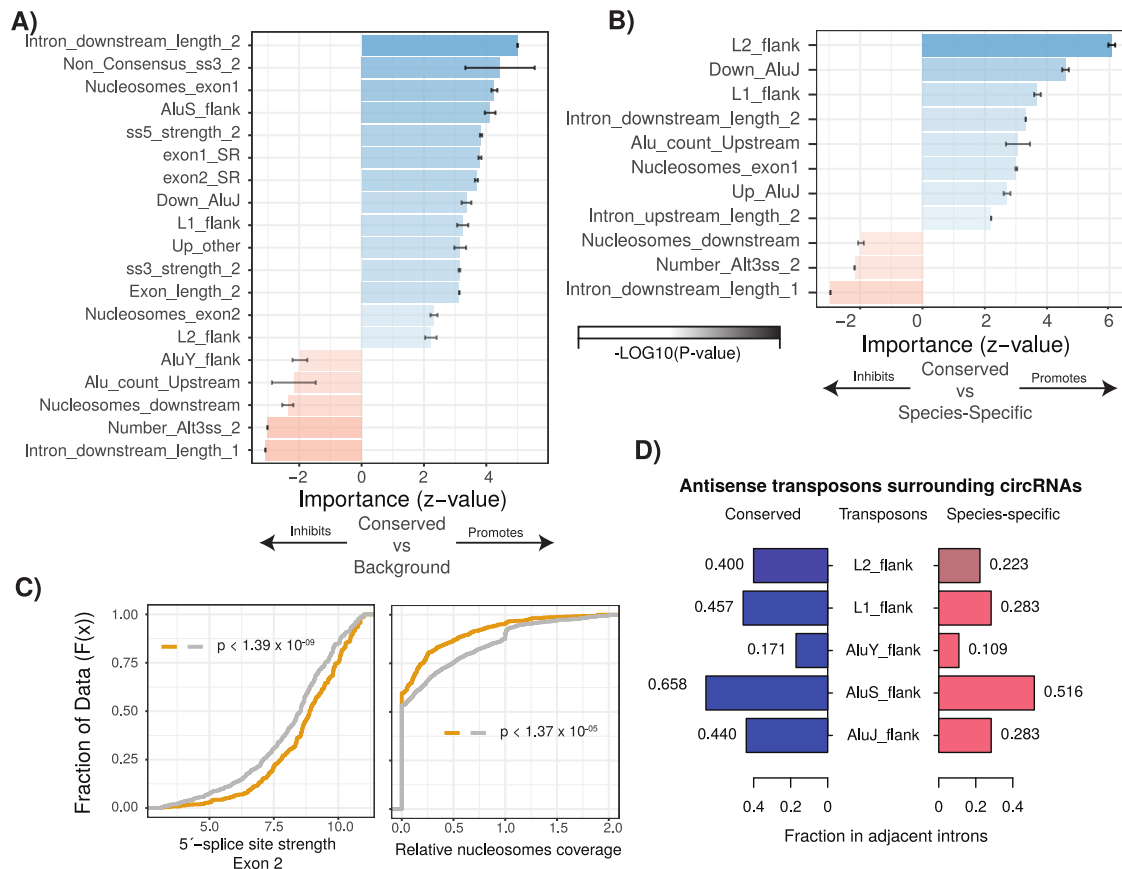 A)
Intron_downstream_length_2
Non_Consensus_ss3_2
Nucleosomes_exon1
AluS_flank
ss5_strength_2
exon1_SR
exon2_SR
Down_AluJ
L1_flank
Up_other
ss3_strength_2
Exon_length_2
Nucleosomes_exon2
L2_flank
AluY_flank
Alu_count_Upstream
Nucleosomes_downstream
Number_Alt3ss_2
Intron_downstream_length_1
−2 0 2 4
Importance (z-value)
Inhibits Conserved Promotes
vs
Background
B)
L2_flank
Down_AluJ
L1_flank
Intron_downstream_length_2
Alu_count_Upstream
Nucleosomes_exon1
Up_AluJ
Intron_upstream_length_2
Nucleosomes_downstream
Number_Alt3ss_2
Intron_downstream_length_1
−2 0 2 4 6
Importance (z-value)
Inhibits Conserved Promotes
vs
Species-Specific
-LOG10(P-value)
C)
Fraction of Data (F(x))
1.00
0.75
0.50
0.25
0.00
p < 1.39 x 10-09
5.0 7.5 10.0
5´-splice site strength
Exon 2
p < 1.37 x 10-05
0.0 0.5 1.0 1.5 2.0
Relative nucleosomes coverage
D)
Antisense transposons surrounding circRNAs
Conserved Transposons Species-specific
0.400 L2_flank 0.223
0.457 L1_flank 0.283
0.171 AluY_flank 0.109
0.658 AluS_flank 0.516
0.440 AluJ_flank 0.283
0.4 0.2 0 0 0.2 0.4
Fraction in adjacent introns